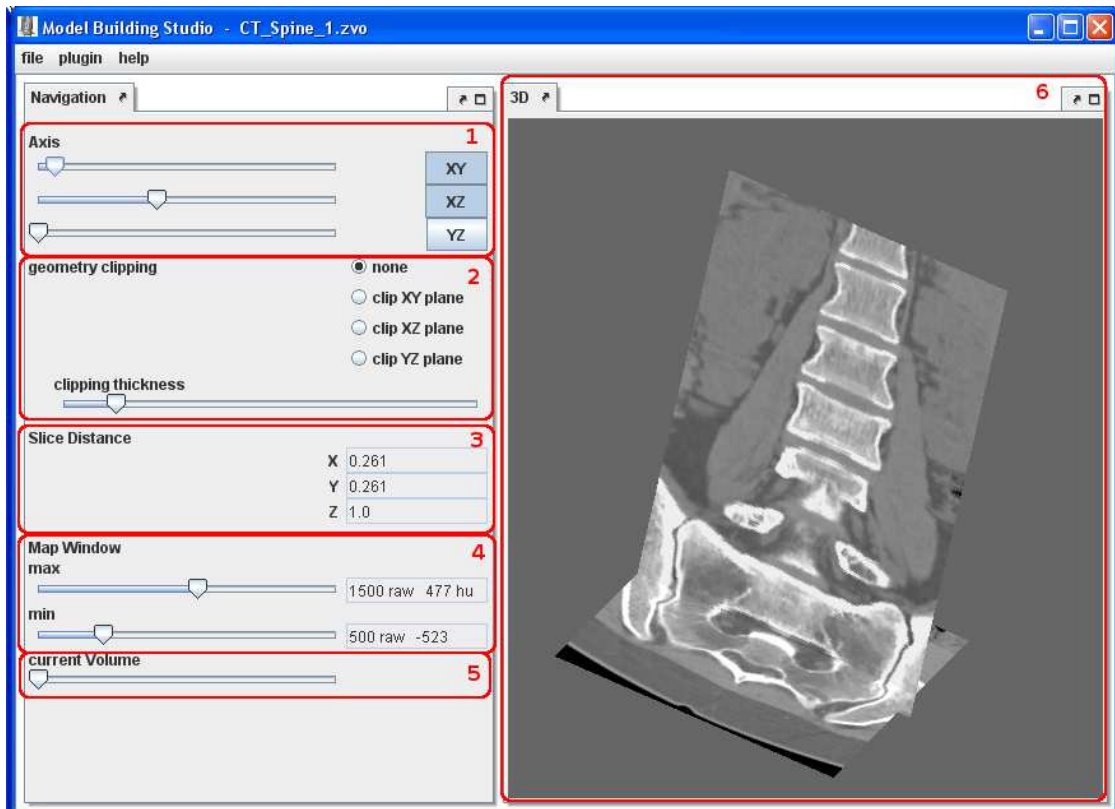 Model Building Studio - CT_Spine_1.zvo
file plugin help
Navigation
1
Axis
XY
XZ
YZ
geometry clipping
none
2
clip XY plane
clip XZ plane
clip YZ plane
clipping thickness
Slice Distance
3
X 0.261
Y 0.261
Z 1.0
Map Window
4
max
1500 raw 477 hu
min
500 raw -523
current Volume
5
3D
6